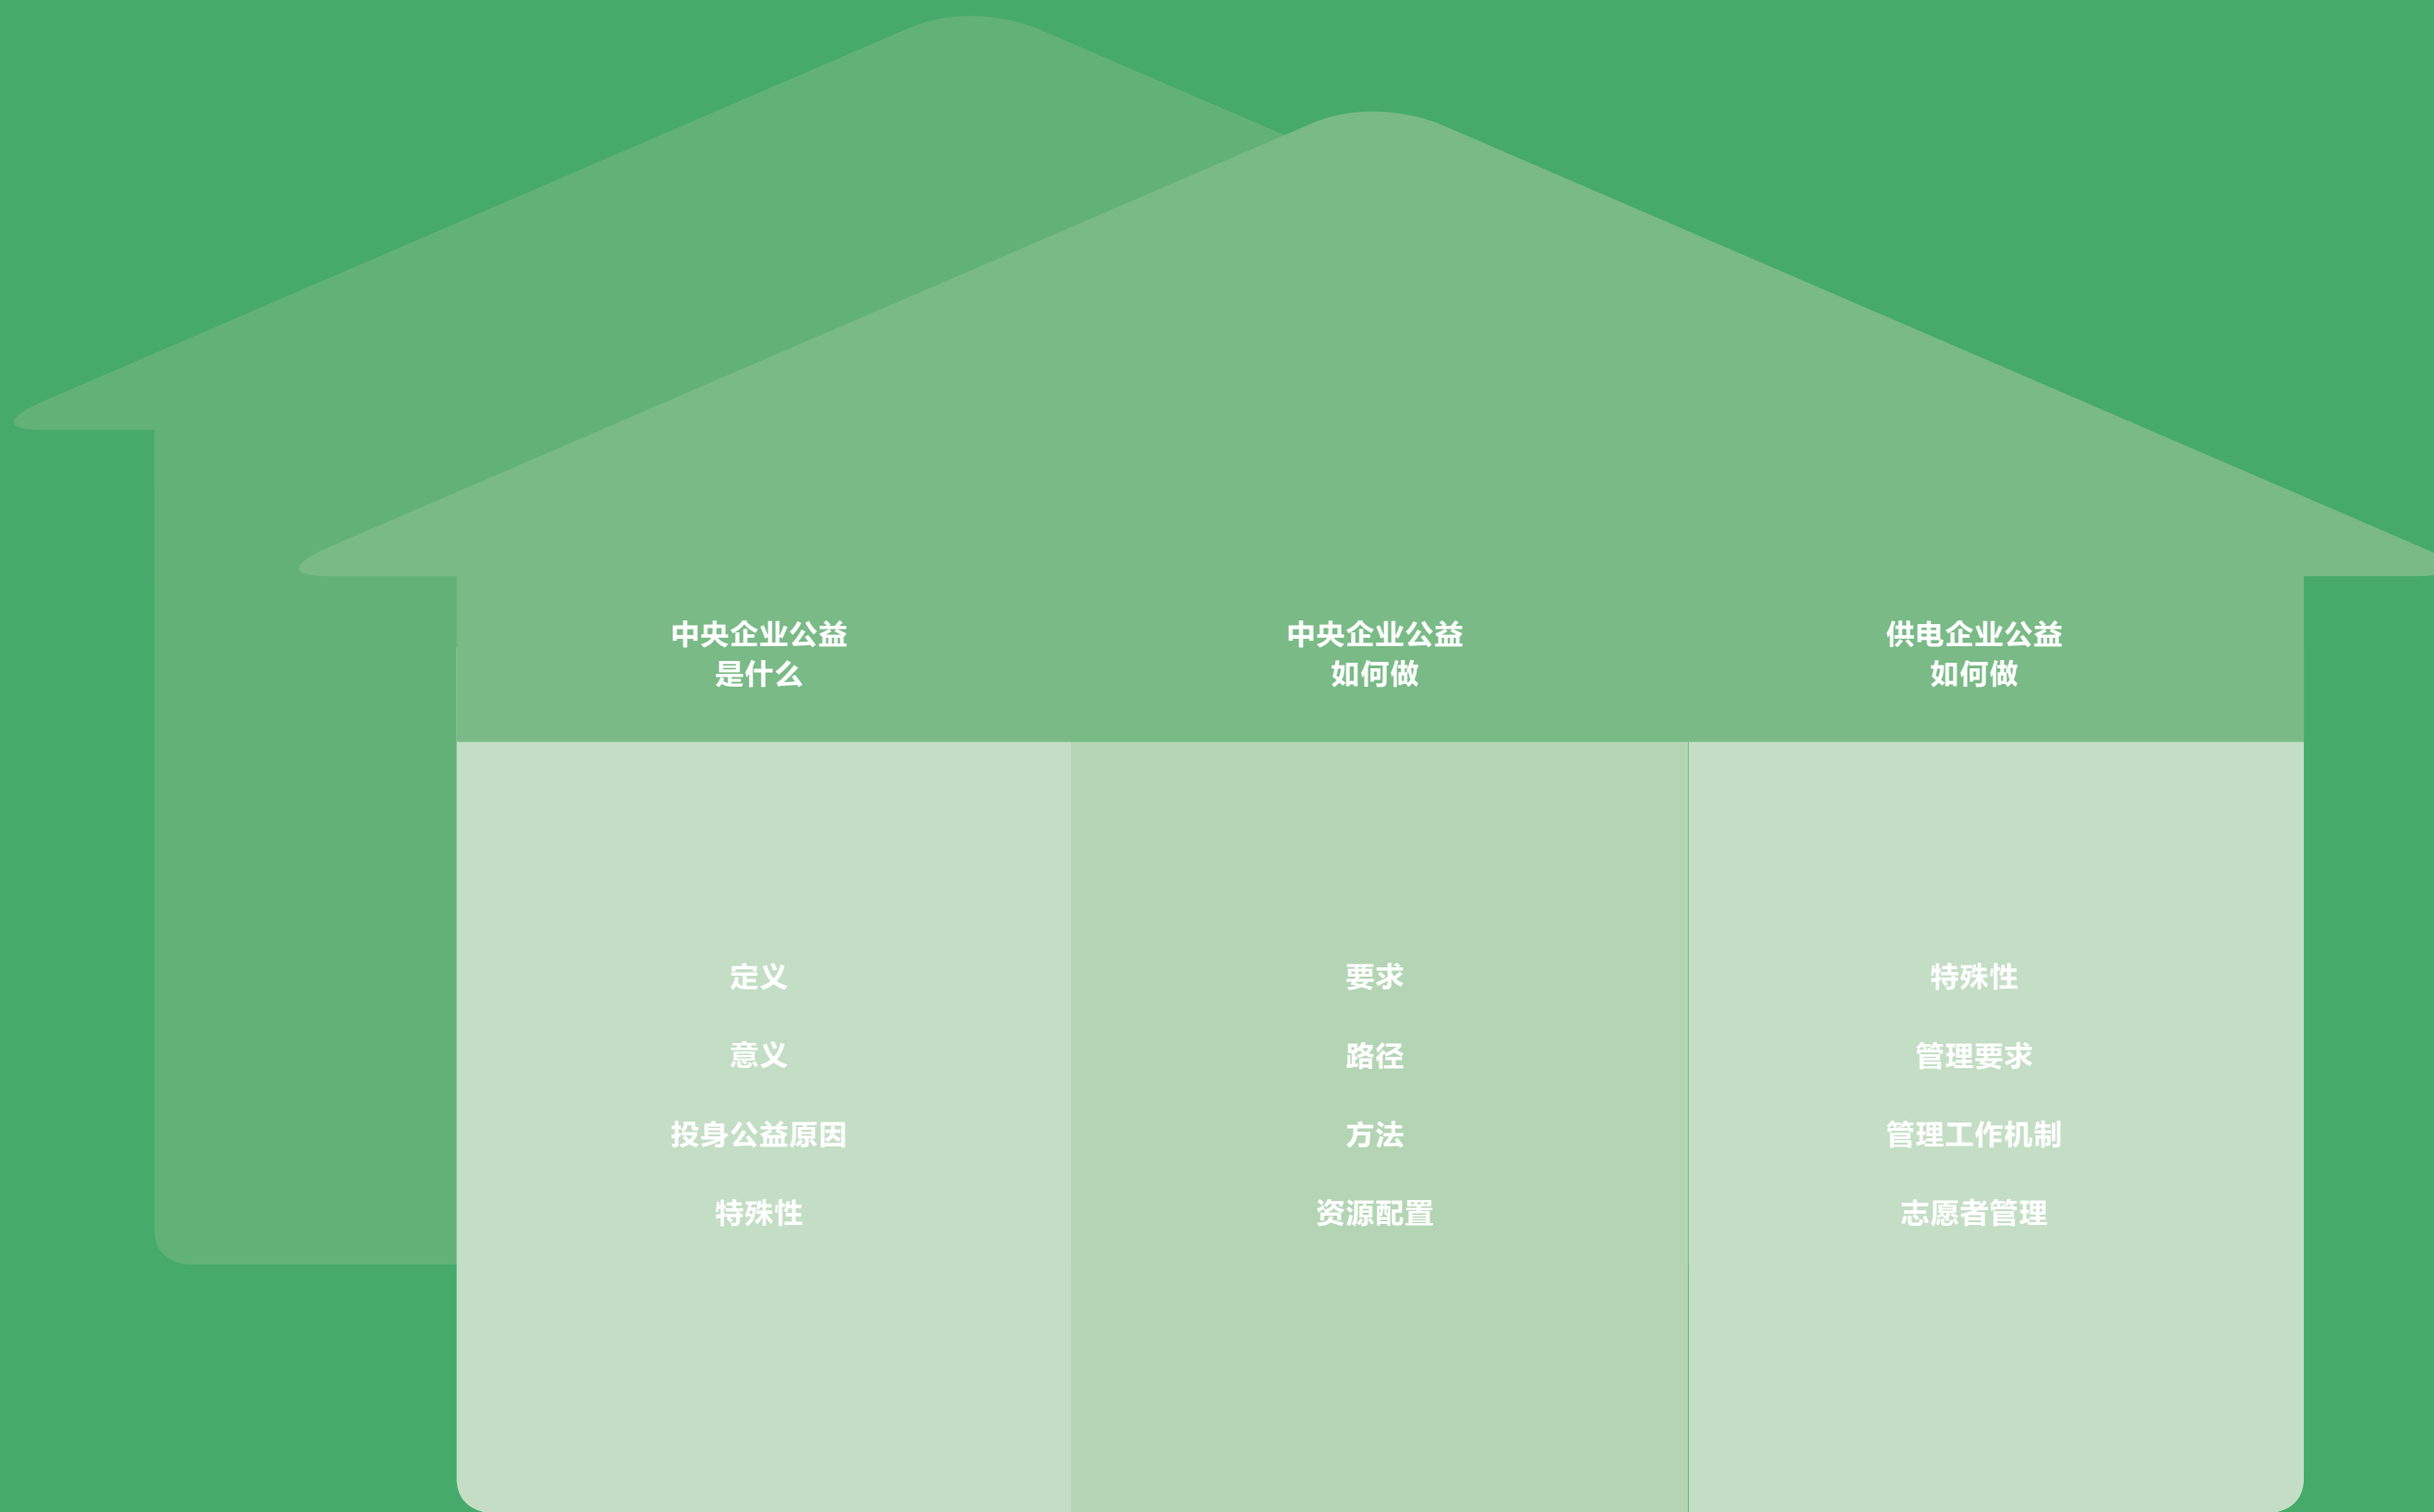 中央企业公益
是什么
中央企业公益
如何做
供电企业公益
如何做
定义
意义
投身公益原因
特殊性
要求
路径
方法
资源配置
特殊性
管理要求
管理工作机制
志愿者管理